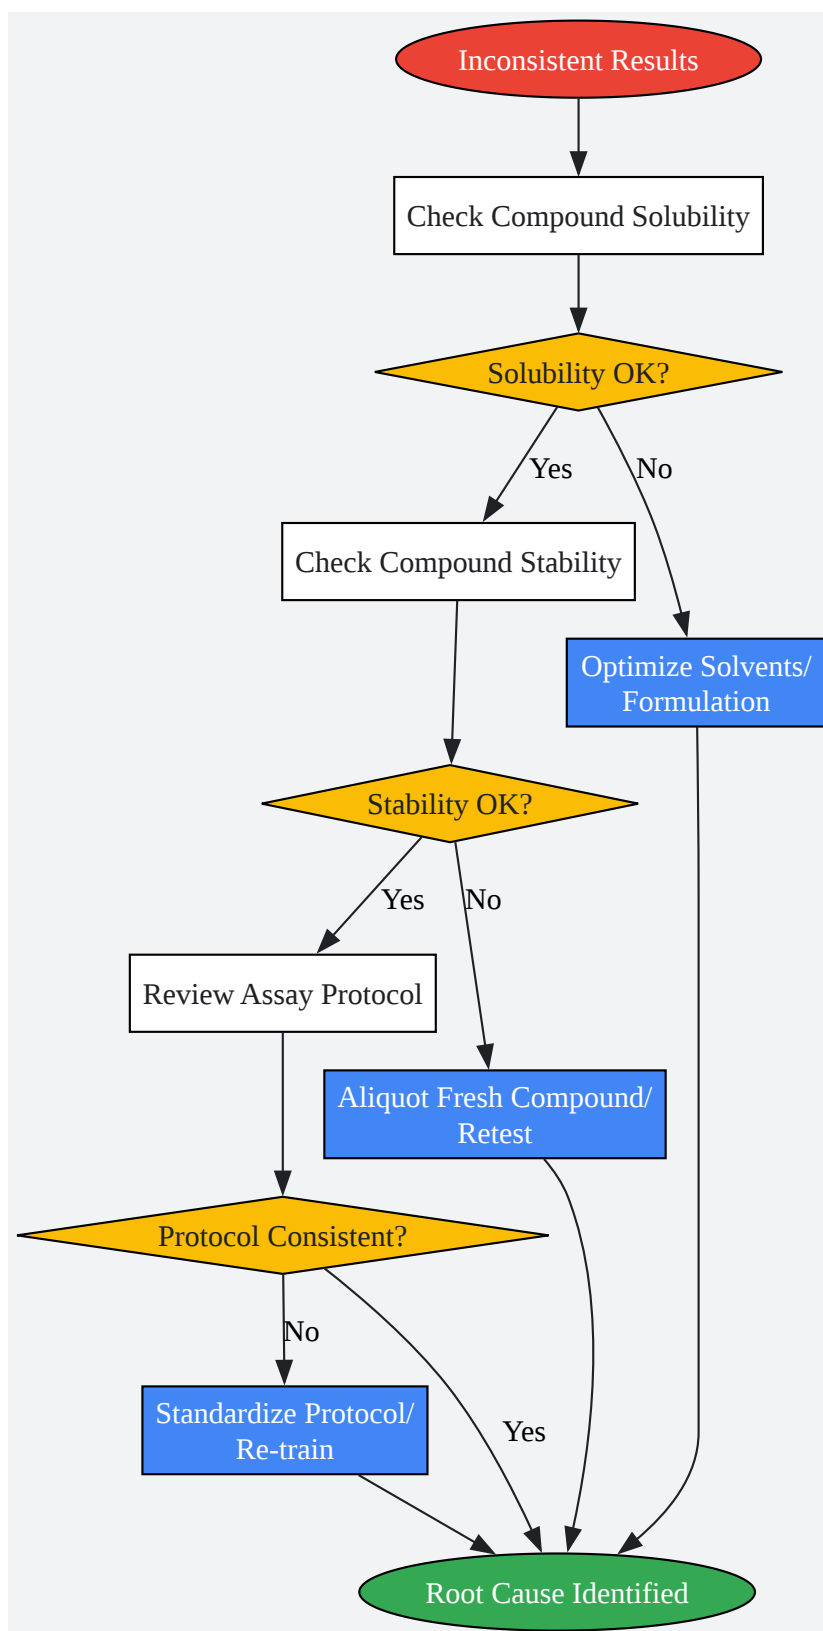 Inconsistent Results
Check Compound Solubility
Solubility OK?
Yes
No
Check Compound Stability
Optimize Solvents/
Formulation
Stability OK?
Yes
No
Review Assay Protocol
Aliquot Fresh Compound/
Retest
Protocol Consistent?
No
Standardize Protocol/
Re-train
Yes
Root Cause Identified